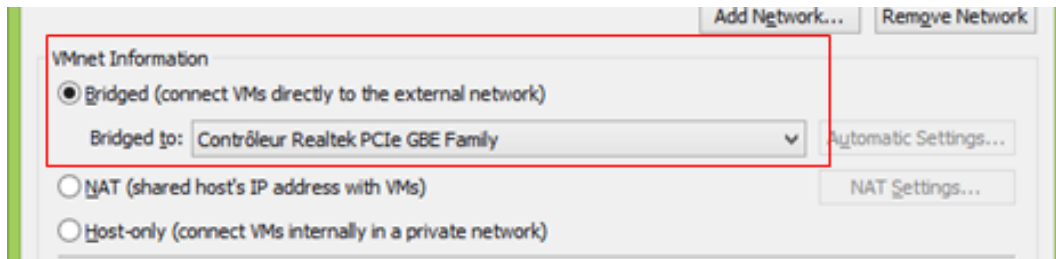 Add Network... Remove Network
VMnet Information
Bridged (connect VMs directly to the external network)
Bridged to: Contrôleur Realtek PCIe GBE Family Automatic Settings...
NAT (shared host's IP address with VMs) NAT Settings...
Host-only (connect VMs internally in a private network)